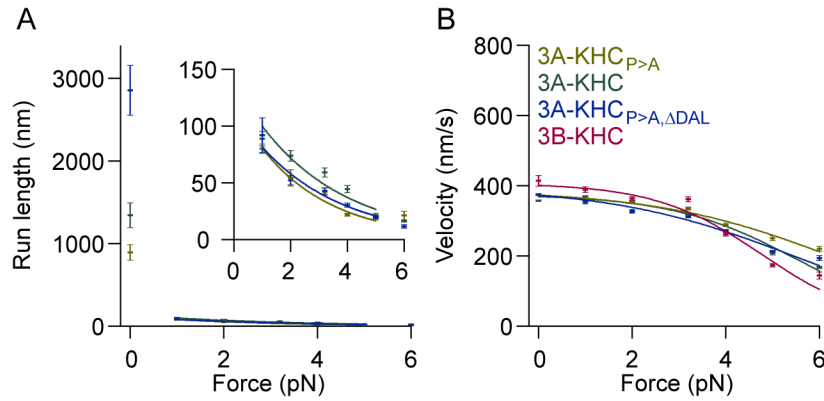 A
Run length (nm)
3000
2000
1000
0
150
100
50
0
0
2
4
6
0
2
4
6
Force (pN)
B
Velocity (nm/s)
800
600
400
200
0
3A-KHCP>A
3A-KHC
3A-KHCP>A,ΔDAL
3B-KHC
0
2
4
6
Force (pN)